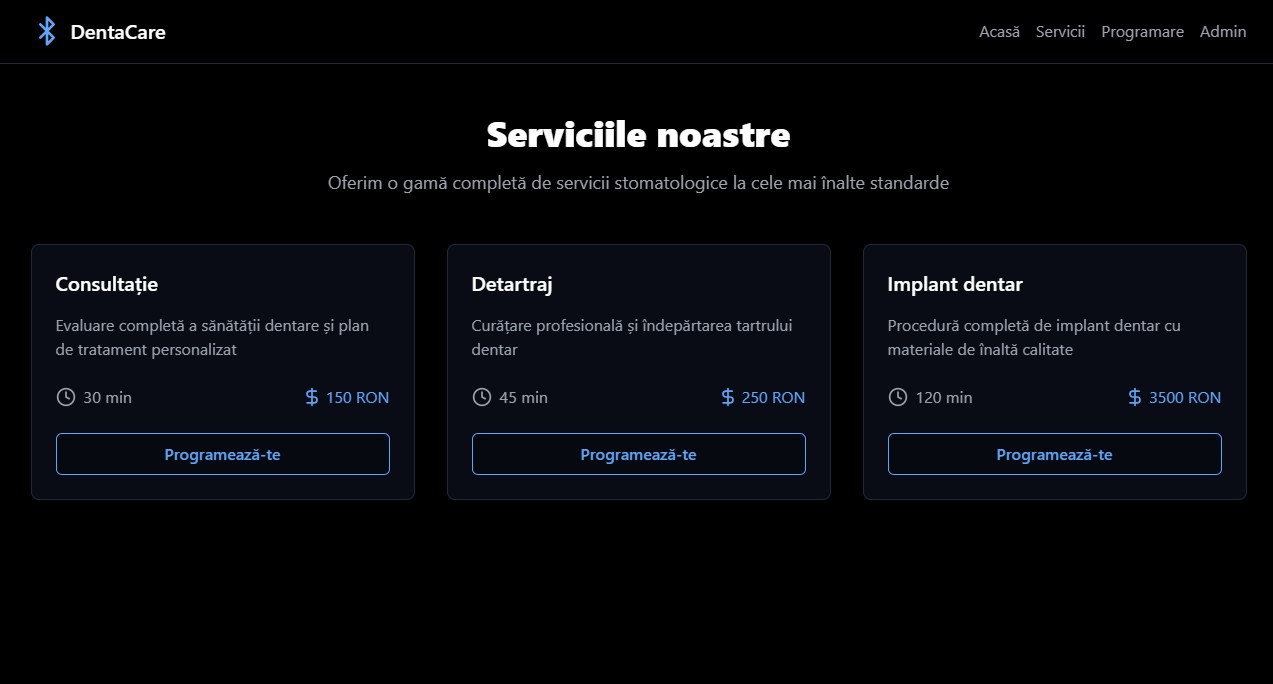 DentaCare
Acasă Servicii Programare Admin
Serviciile noastre
Oferim o gamă completă de servicii stomatologice la cele mai înalte standarde
Consultație
Evaluare completă a sănătății dentare și plan
de tratament personalizat
30 min
$ 150 RON
Programează-te
Detartraj
Curățare profesională și îndepărtarea tartrului
dentar
45 min
$ 250 RON
Programează-te
Implant dentar
Procedură completă de implant dentar cu
materiale de înaltă calitate
120 min
$ 3500 RON
Programează-te